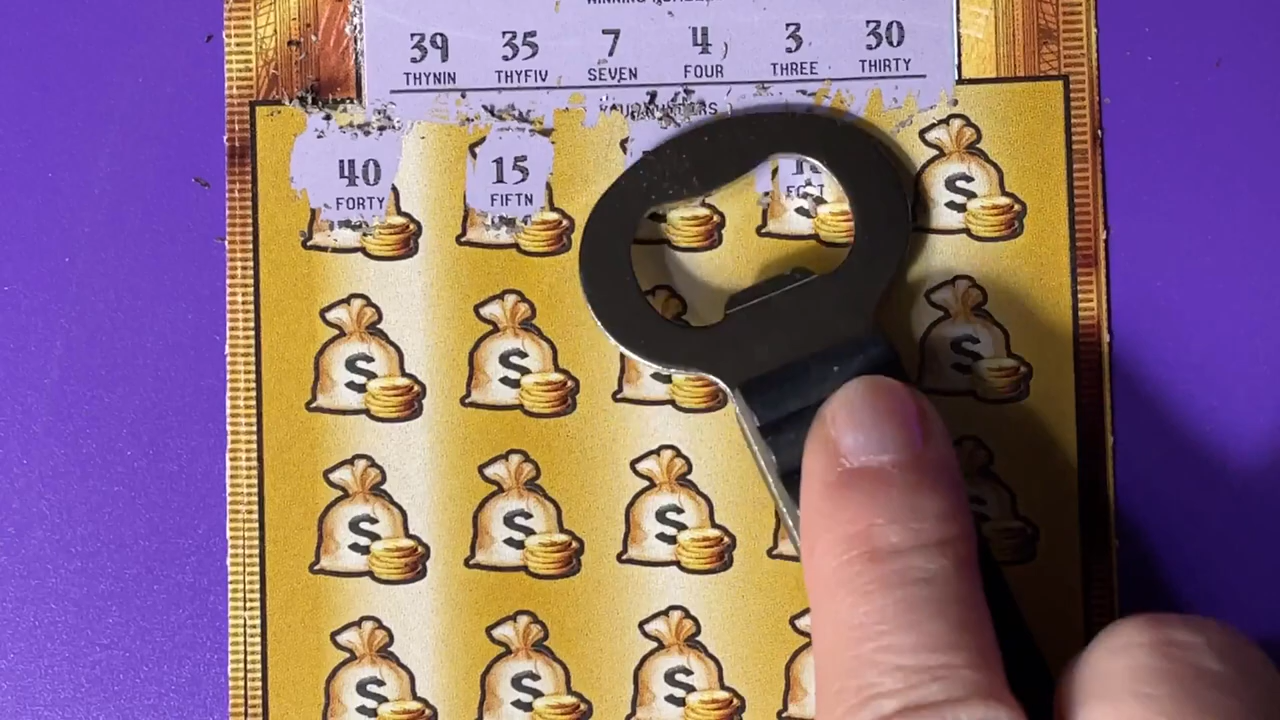 39 35 7 4 3 30
THYNIN THYFIV SEVEN FOUR THREE THIRTY
40 15
FORTY FIFTN
$
$ $ $
$ $ $
$ $ $